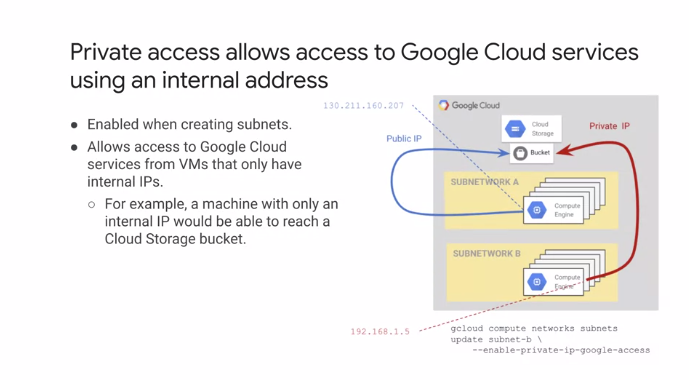 Private access allows access to Google Cloud services
using an internal address
● Enabled when creating subnets.
● Allows access to Google Cloud
services from VMs that only have
internal IPs.
○ For example, a machine with only an
internal IP would be able to reach a
Cloud Storage bucket.
130.211.160.207
Google Cloud
Public IP
Cloud
Storage
Bucket
Private IP
SUBNETWORK A
Compute
Engine
SUBNETWORK B
Compute
Engine
192.168.1.5
gcloud compute networks subnets
update subnet-b \
--enable-private-ip-google-access